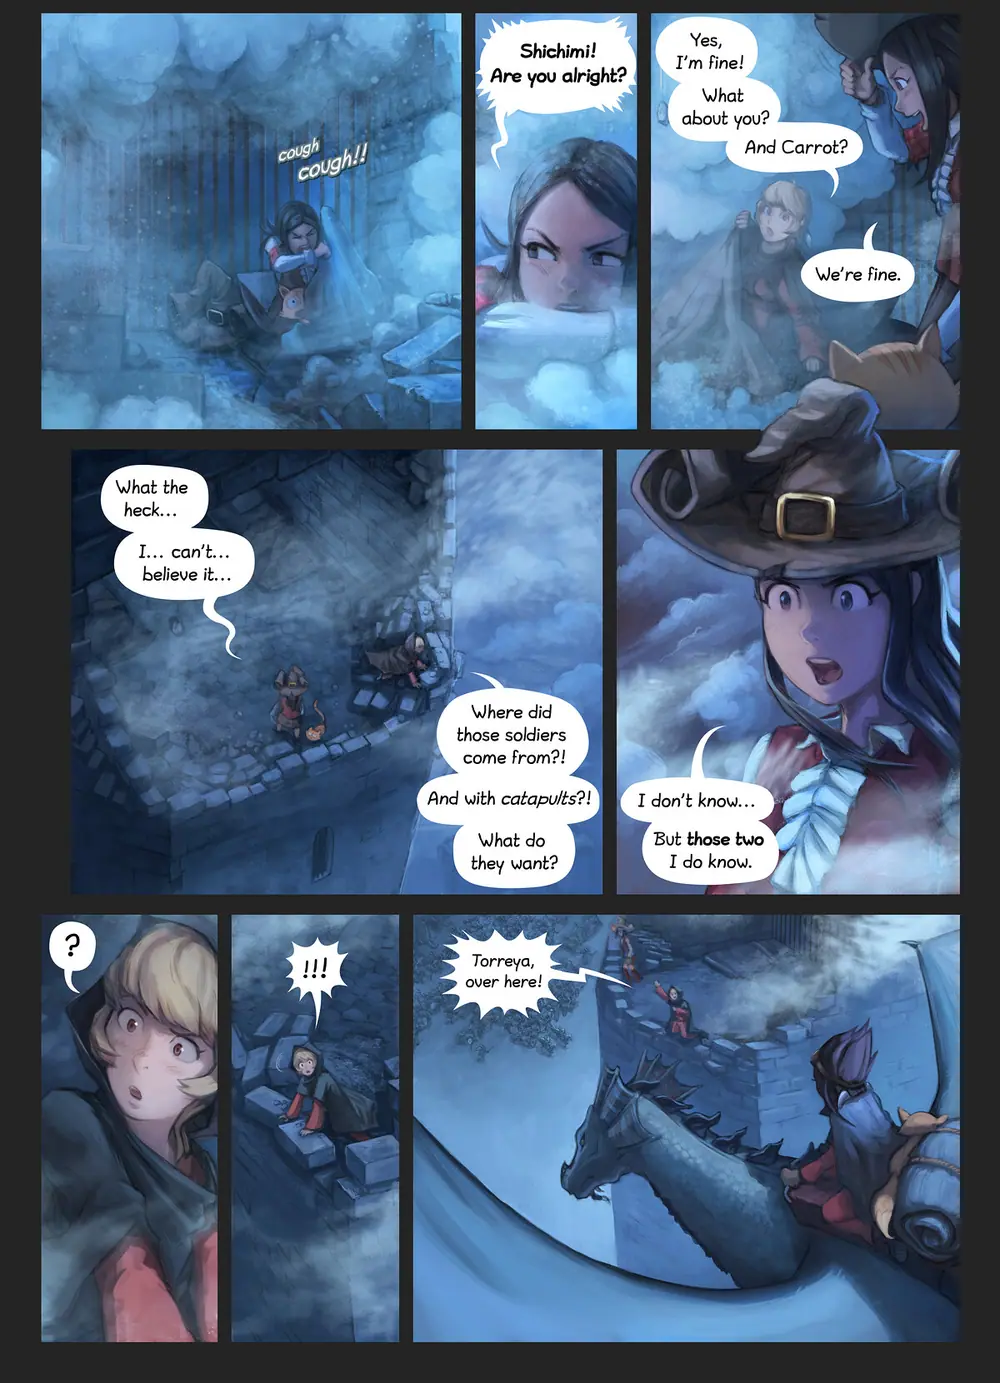 cough
cough!!
Shichimi!
Are you alright?
Yes,
I'm fine!
What
about you?
And Carrot?
We're fine.
What the
heck...
I... can't...
believe it...
Where did
those soldiers
come from?!
And with catapults?!
What do
they want?
I don't know...
But those two
I do know.
?
!!!
Torreya,
over here!